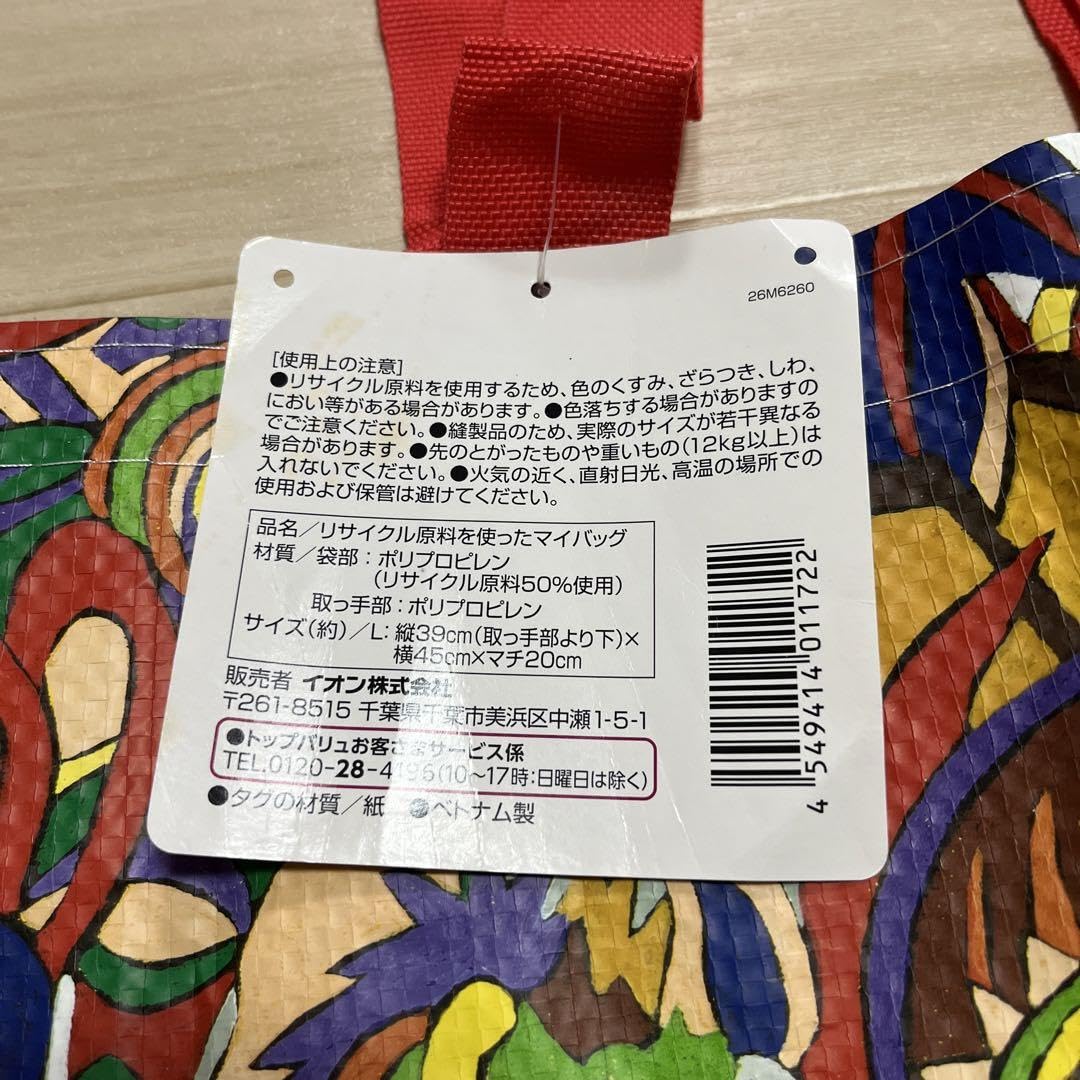 26M6260
[使用上の注意]
●リサイクル原料を使用するため、色のくすみ、ざらつき、しわ、
におい等がある場合があります。●色落ちする場合がありますの
でご注意ください。●縫製品のため、実際のサイズが若干異なる
場合があります。●先のとがったものや重いもの(12kg以上)は
入れないでください。●火気の近く、直射日光、高温の場所での
使用および保管は避けてください。
品名/リサイクル原料を使ったマイバッグ
材質/袋部:ポリプロピレン
(リサイクル原料50%使用)
取っ手部:ポリプロピレン
サイズ(約)/L:縦39cm(取っ手部より下)×
横45cm×マチ20cm
販売者 イオン株式会社
〒261-8515 千葉県千葉市美浜区中瀬1-5-1
●トップバリュお客さまサービス係
TEL.0120-28-4196(10〜17時:日曜日は除く)
●タグの材質/紙 ●ベトナム製
4 549414 011722